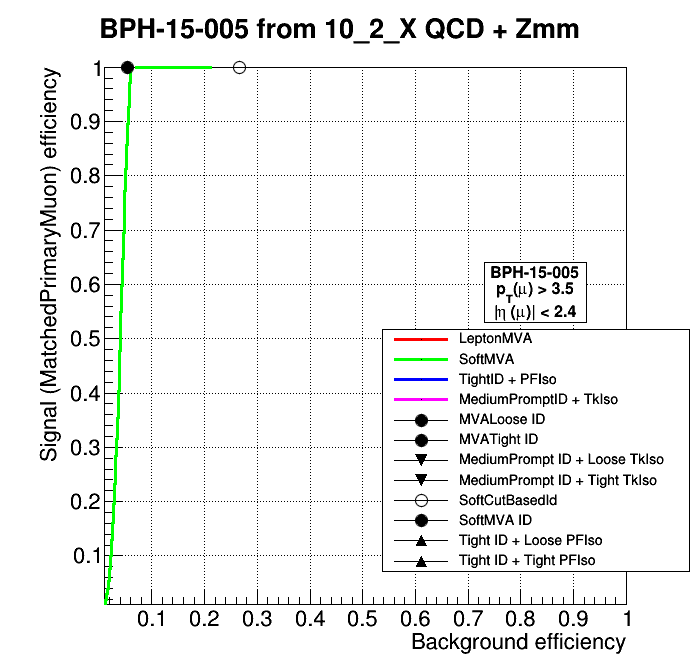 BPH-15-005 from 10_2_X QCD + Zmm
Signal (MatchedPrimaryMuon) efficiency
1
0.9
0.8
0.7
0.6
0.5
0.4
0.3
0.2
0.1
BPH-15-005
pT(μ) > 3.5
|η (μ)| < 2.4
LeptonMVA
SoftMVA
TightID + PFIso
MediumPromptID + TkIso
MVALoose ID
MVATight ID
MediumPrompt ID + Loose TkIso
MediumPrompt ID + Tight TkIso
SoftCutBasedId
SoftMVA ID
Tight ID + Loose PFIso
Tight ID + Tight PFIso
0.1 0.2 0.3 0.4 0.5 0.6 0.7 0.8 0.9 1
Background efficiency